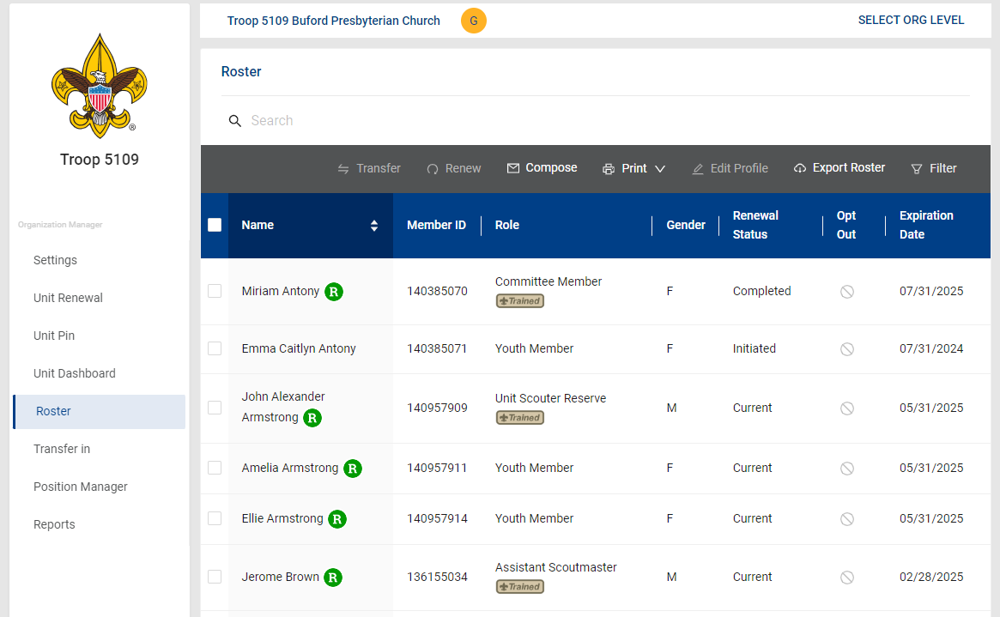 Troop 5109 Buford Presbyterian Church G SELECT ORG LEVEL
®
Troop 5109
Organization Manager
Settings
Unit Renewal
Unit Pin
Unit Dashboard
Roster
Transfer in
Position Manager
Reports
Roster
Search
Transfer Renew Compose Print Edit Profile Export Roster Filter
Name Member ID Role Gender Renewal Status Opt Out Expiration Date
Miriam Antony R 140385070 Committee Member Trained F Completed 07/31/2025
Emma Caitlyn Antony 140385071 Youth Member F Initiated 07/31/2024
John Alexander Armstrong R 140957909 Unit Scouter Reserve Trained M Current 05/31/2025
Amelia Armstrong R 140957911 Youth Member F Current 05/31/2025
Ellie Armstrong R 140957914 Youth Member F Current 05/31/2025
Jerome Brown R 136155034 Assistant Scoutmaster Trained M Current 02/28/2025